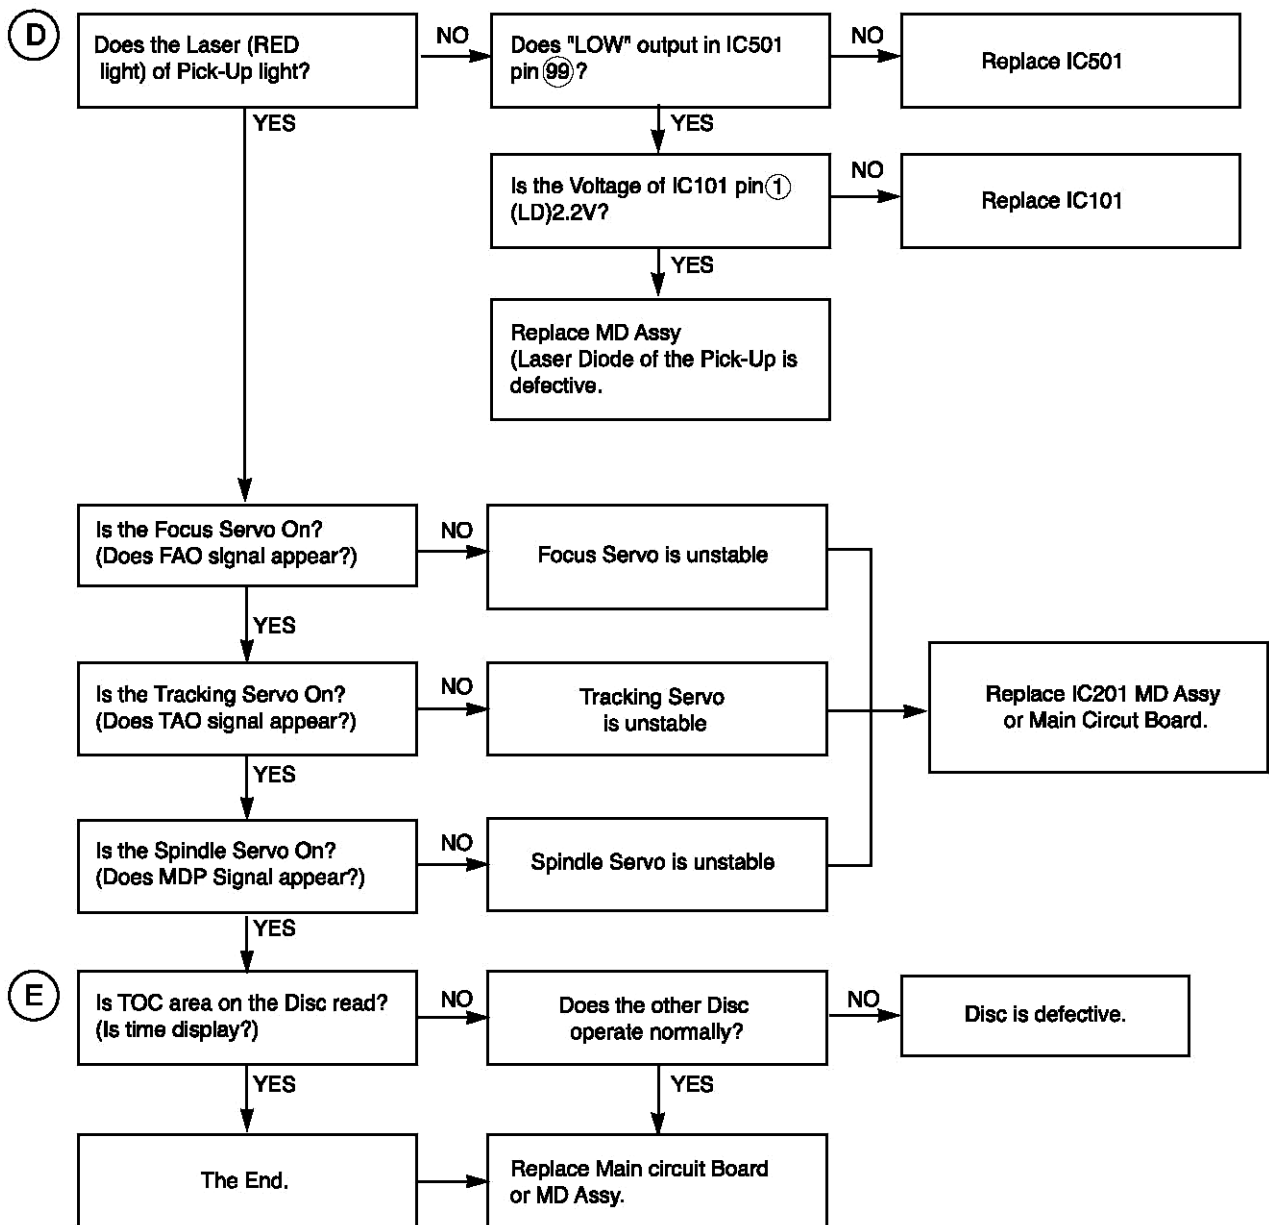 D
Does the Laser (RED
light) of Pick-Up light?
NO
Does "LOW" output in IC501
pin 99 ?
NO
Replace IC501
YES
YES
Is the Voltage of IC101 pin 1
(LD)2.2V?
NO
Replace IC101
YES
Replace MD Assy
(Laser Diode of the Pick-Up is
defective.
Is the Focus Servo On?
(Does FAO signal appear?)
NO
Focus Servo is unstable
YES
Is the Tracking Servo On?
(Does TAO signal appear?)
NO
Tracking Servo
is unstable
Replace IC201 MD Assy
or Main Circut Board.
YES
Is the Spindle Servo On?
(Does MDP Signal appear?)
NO
Spindle Servo is unstable
YES
E
Is TOC area on the Disc read?
(Is time display?)
NO
Does the other Disc
operate normally?
NO
Disc is defective.
YES
YES
The End.
Replace Main circuit Board
or MD Assy.